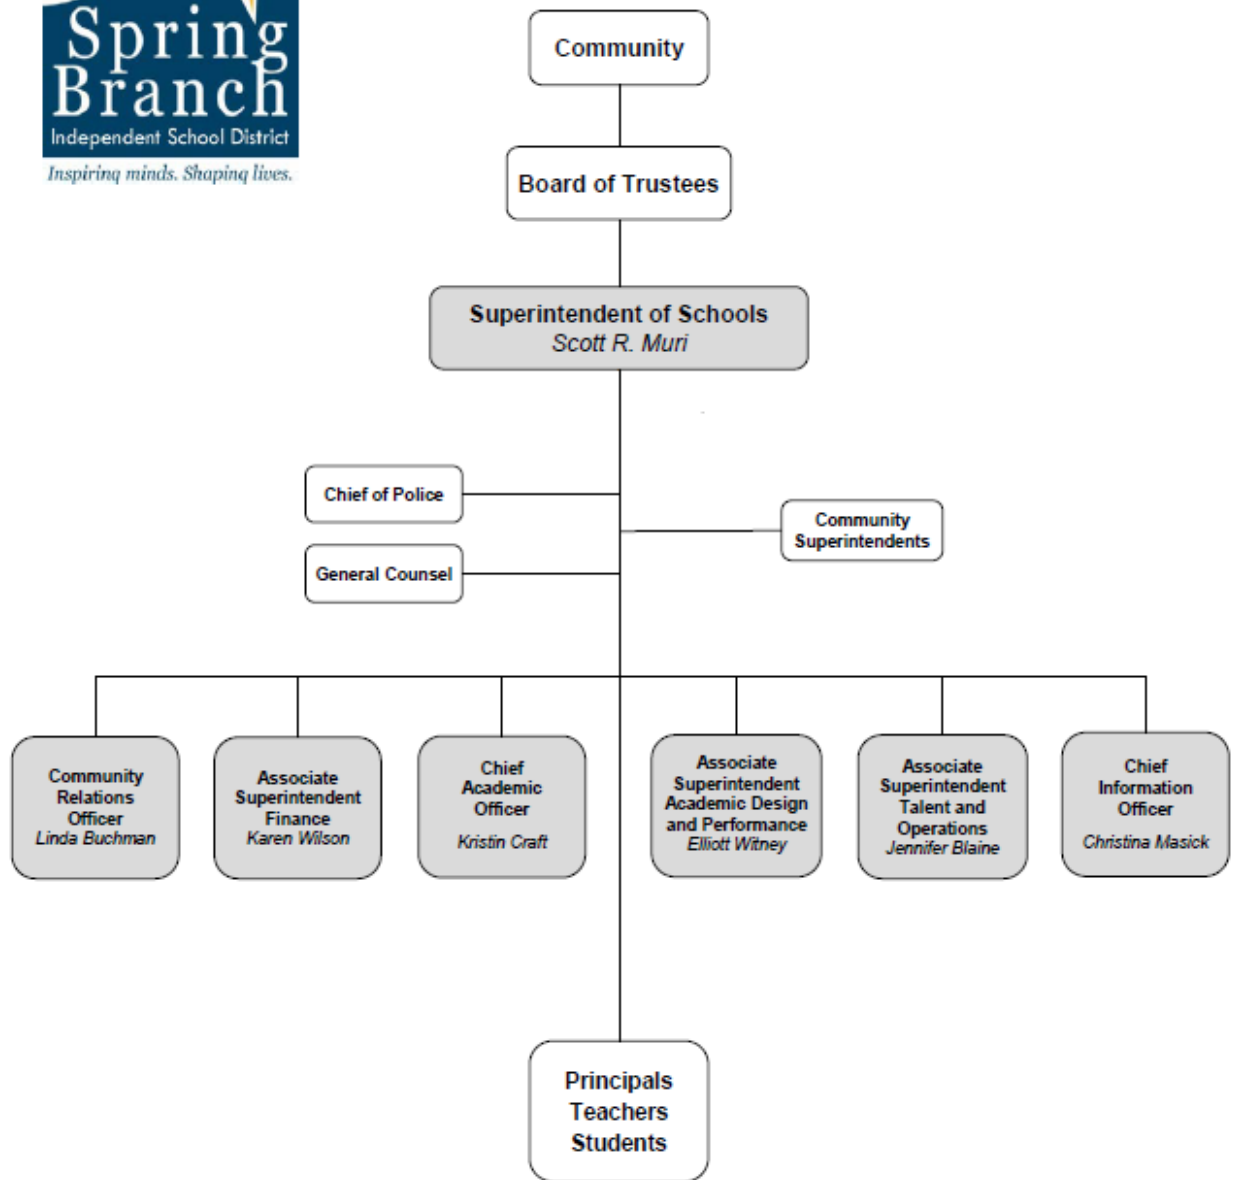 Spring
Branch
Independent School District
Inspiring minds. Shaping lives.
Community
Board of Trustees
Superintendent of Schools
Scott R. Muri
Chief of Police
Community
Superintendents
General Counsel
Community
Relations
Officer
Linda Buchman
Associate
Superintendent
Finance
Karen Wilson
Chief
Academic
Officer
Kristin Craft
Associate
Superintendent
Academic Design
and Performance
Elliott Witney
Associate
Superintendent
Talent and
Operations
Jennifer Blaine
Chief
Information
Officer
Christina Masick
Principals
Teachers
Students